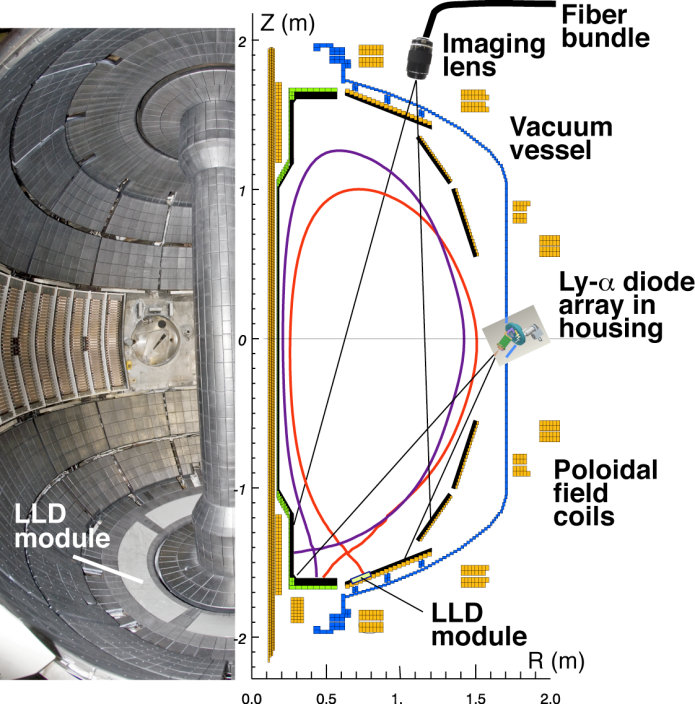 Z (m)
Fiber
bundle
Imaging
lens
Vacuum
vessel
Ly-α diode
array in
housing
Poloidal
field
coils
LLD
module
LLD
module
R (m)
2
1
0
-1
-2
0.0
0.5
1.
1.5
2.0